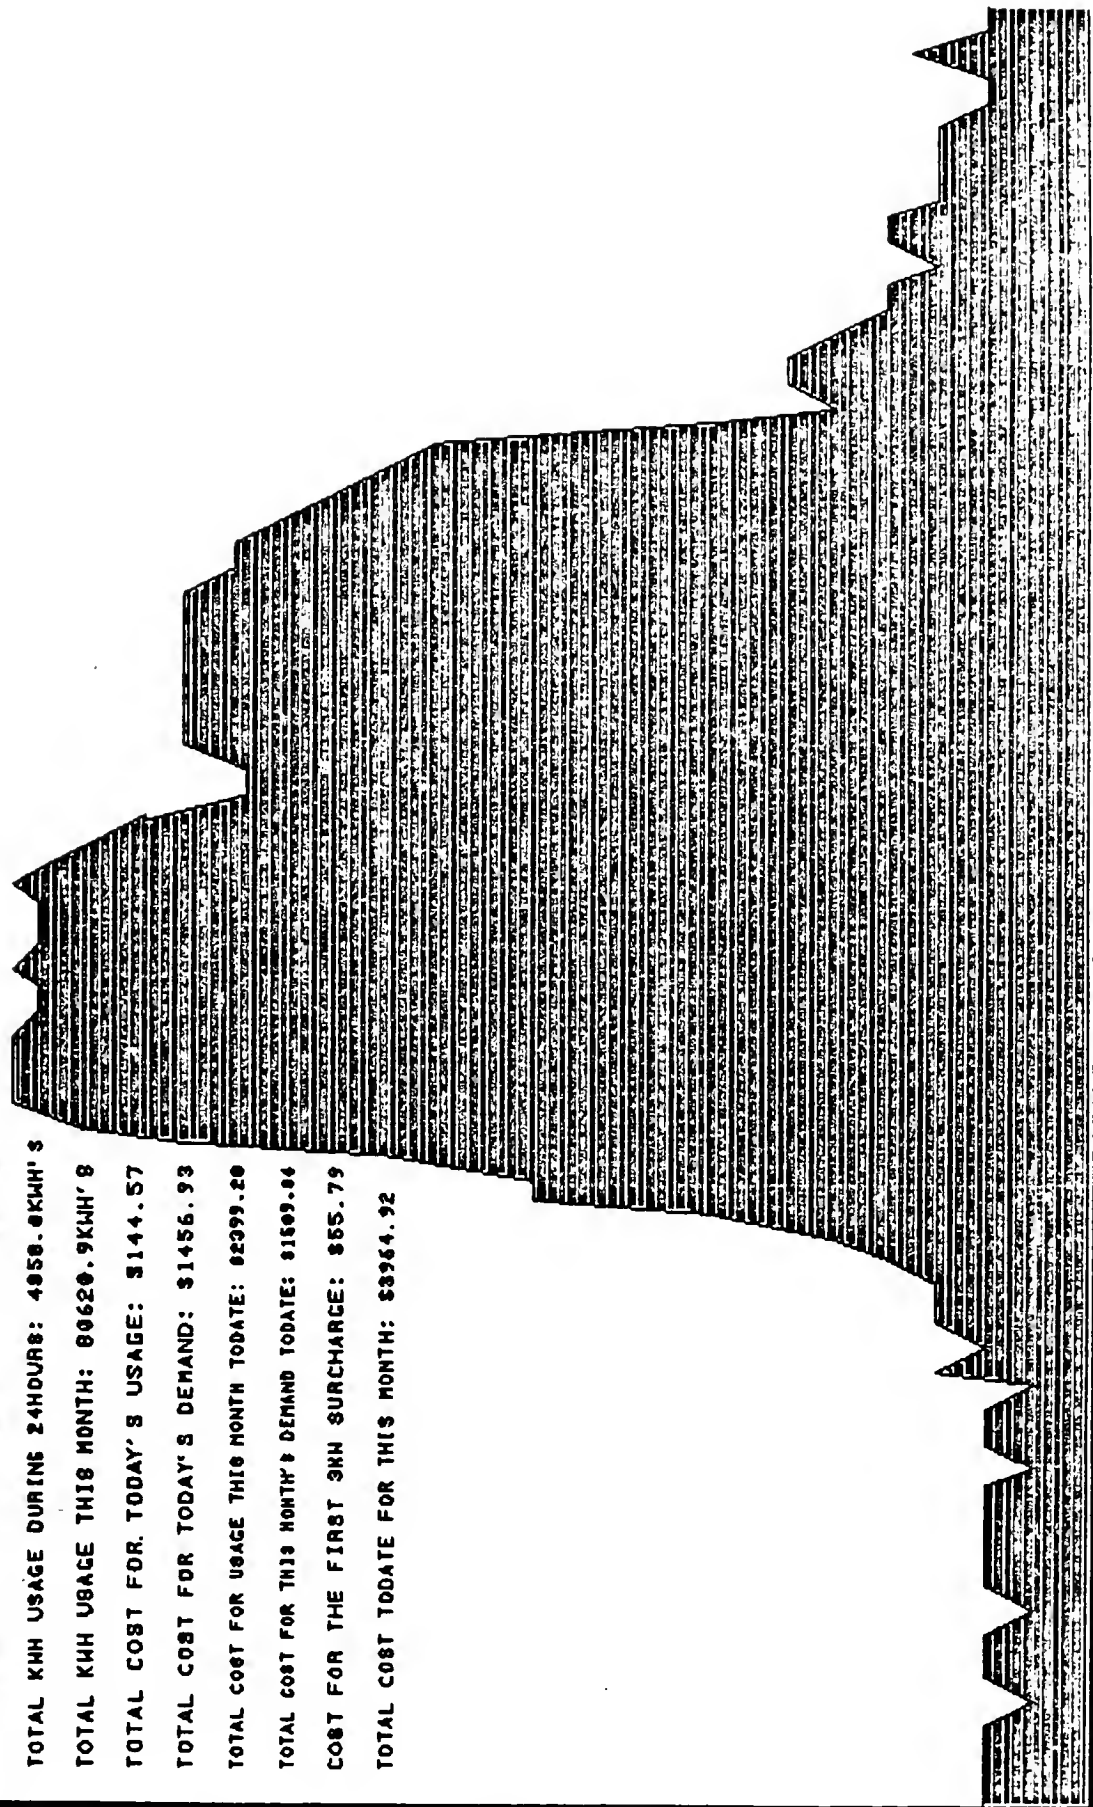 TOTAL KWH USAGE DURING 24HOURS: 4858.0KWH'S
TOTAL KWH USAGE THIS MONTH: 80620.9KWH'S
TOTAL COST FOR TODAY'S USAGE: $144.57
TOTAL COST FOR TODAY'S DEMAND: $1456.93
TOTAL COST FOR USAGE THIS MONTH TODATE: $2399.28
TOTAL COST FOR THIS MONTH'S DEMAND TODATE: $1509.84
COST FOR THE FIRST 3KW SURCHARGE: $55.79
TOTAL COST TODATE FOR THIS MONTH: $3964.92